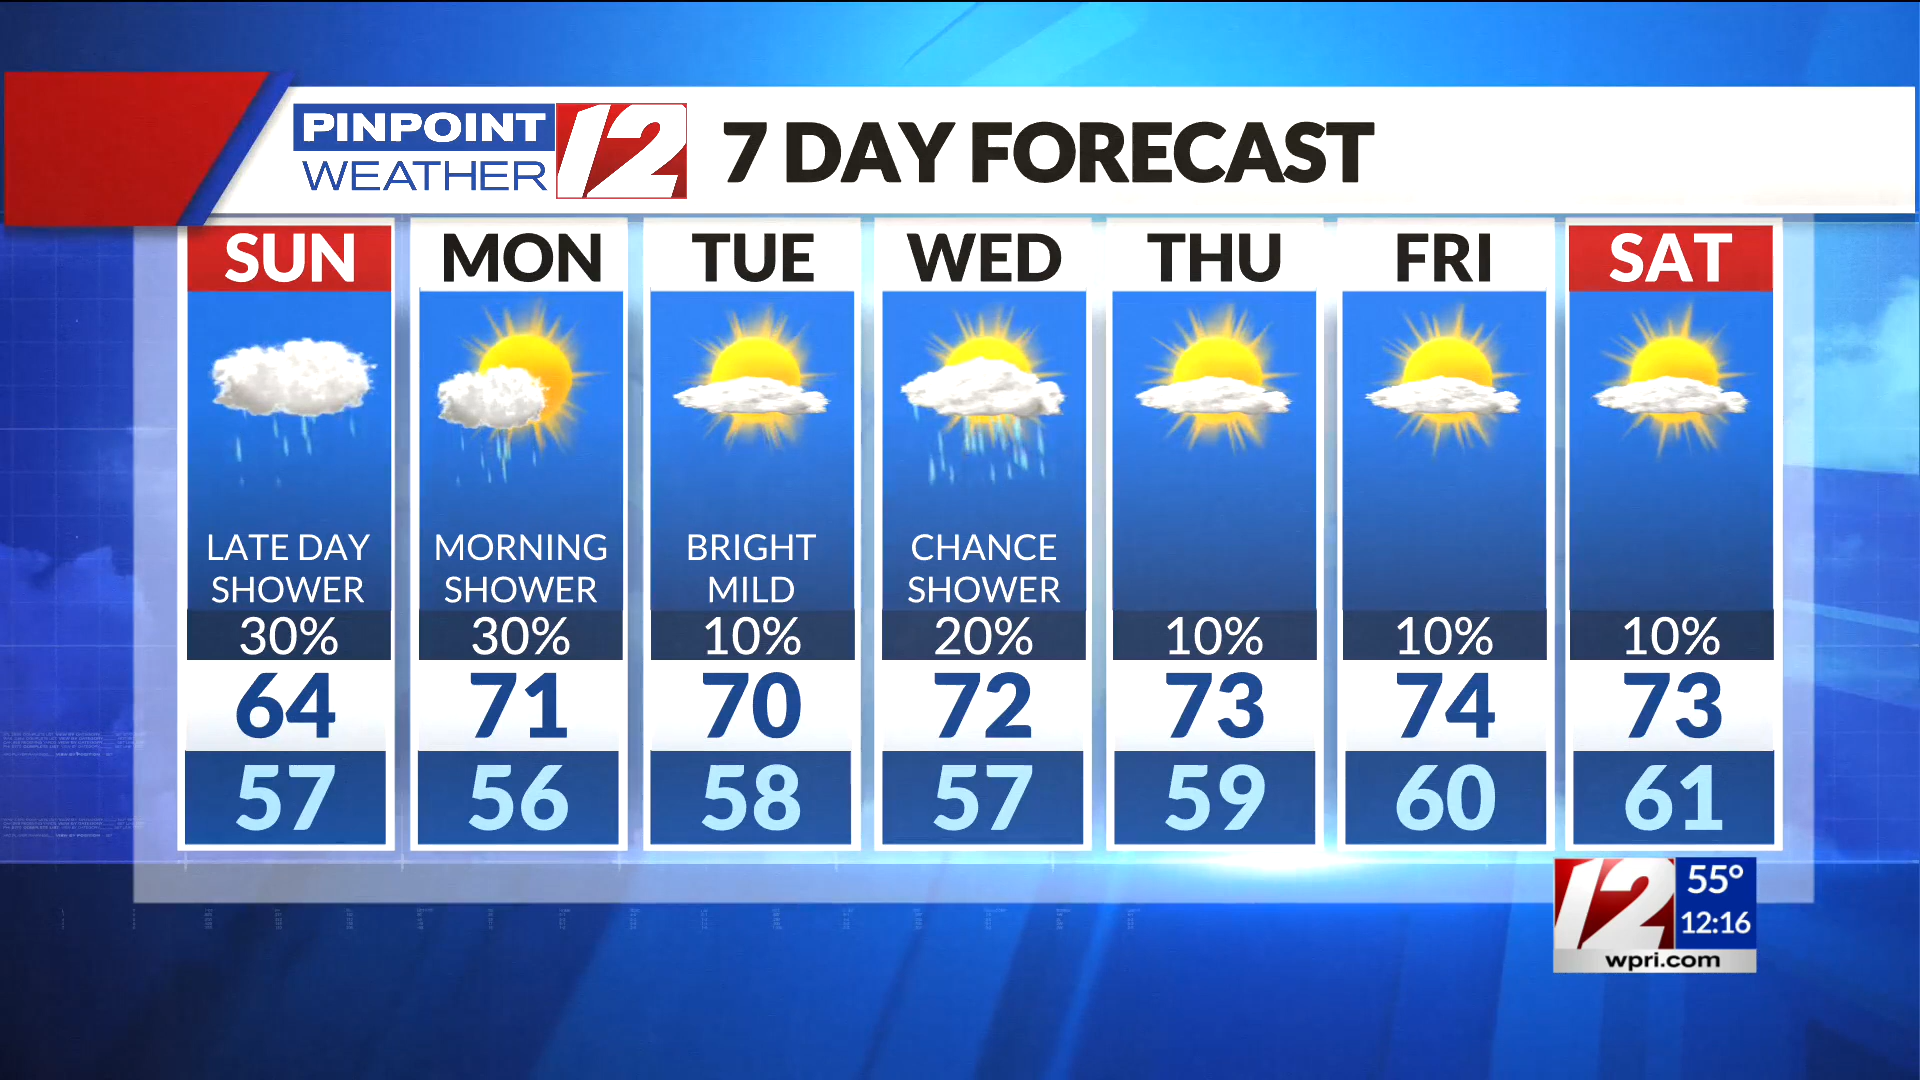 PINPOINT
WEATHER 12
7 DAY FORECAST
SUN MON TUE WED THU FRI SAT
LATE DAY
SHOWER
MORNING
SHOWER
BRIGHT
MILD
CHANCE
SHOWER
30% 30% 10% 20% 10% 10% 10%
64 71 70 72 73 74 73
57 56 58 57 59 60 61
12
55°
12:16
wpri.com